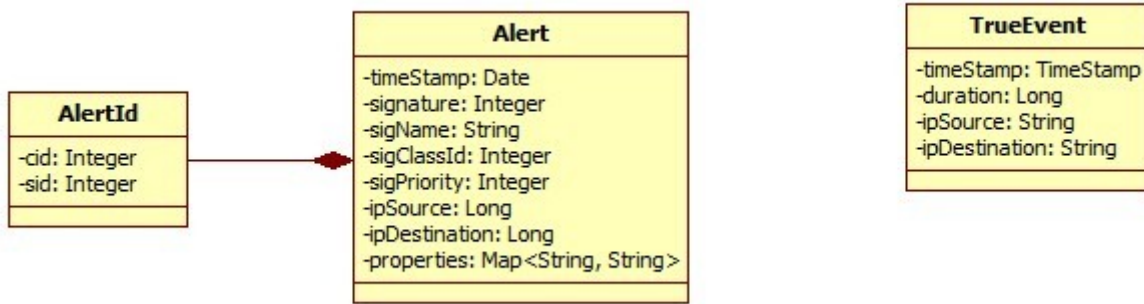 AlertId
-cid: Integer
-sid: Integer
Alert
-timeStamp: Date
-signature: Integer
-sigName: String
-sigClassId: Integer
-sigPriority: Integer
-ipSource: Long
-ipDestination: Long
-properties: Map<String, String>
TrueEvent
-timeStamp: TimeStamp
-duration: Long
-ipSource: String
-ipDestination: String